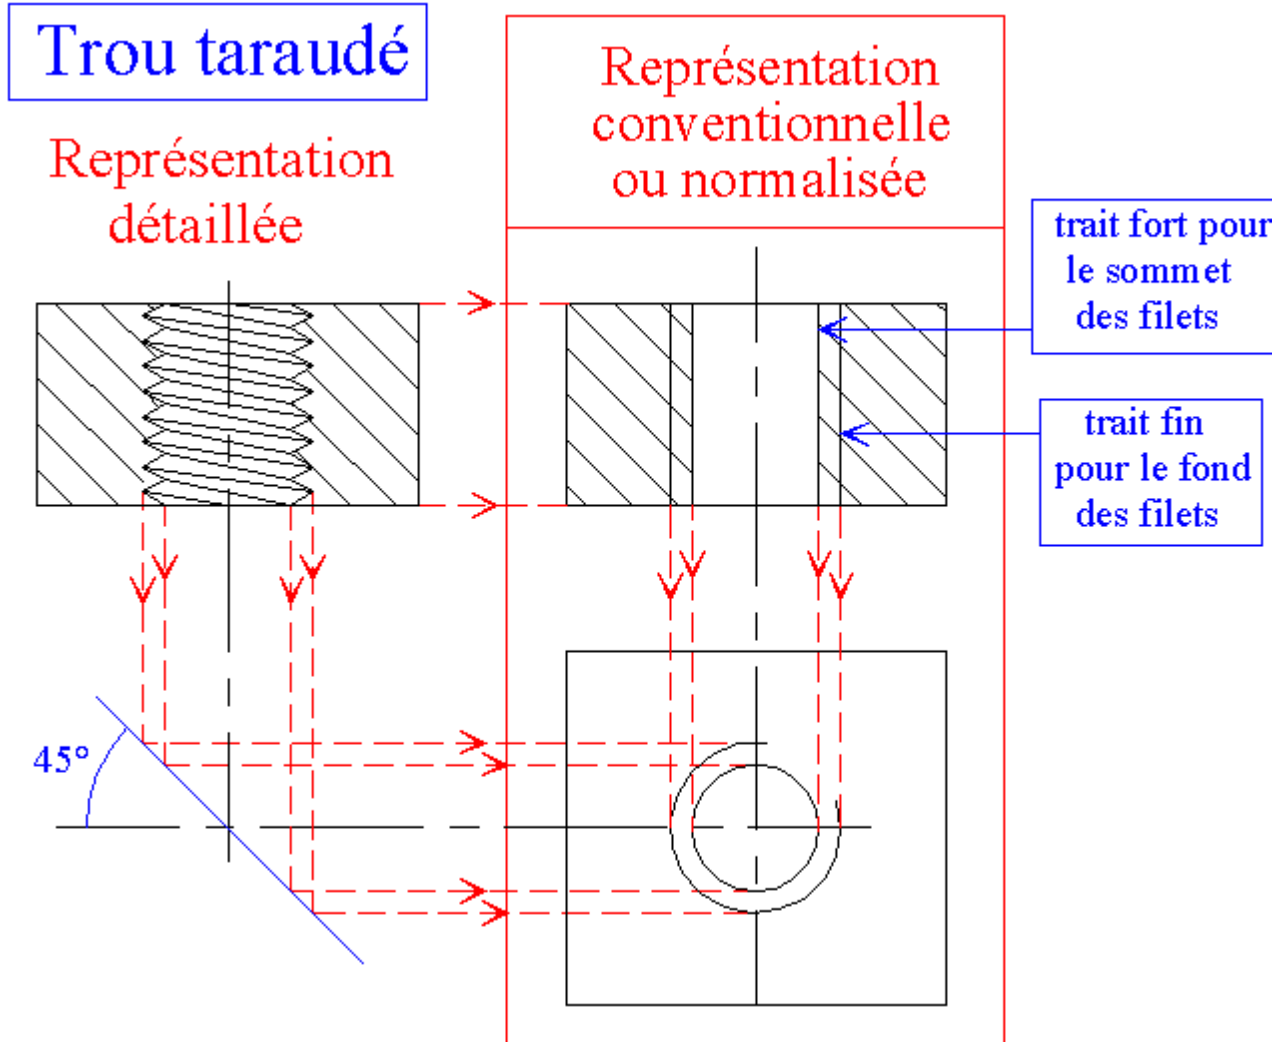 Trou taraudé
Représentation
détaillée
Représentation
conventionnelle
ou normalisée
trait fort pour
le sommet
des filets
trait fin
pour le fond
des filets
45°